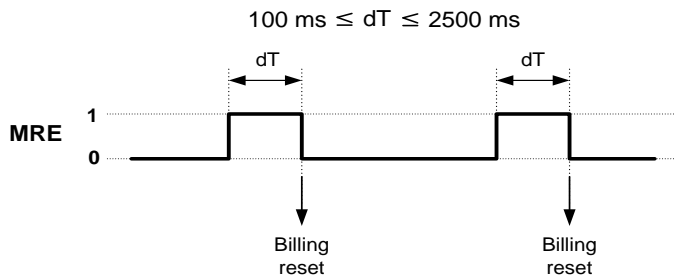 100 ms ≤ dT ≤ 2500 ms
dT
dT
1
MRE
0
Billing
reset
Billing
reset